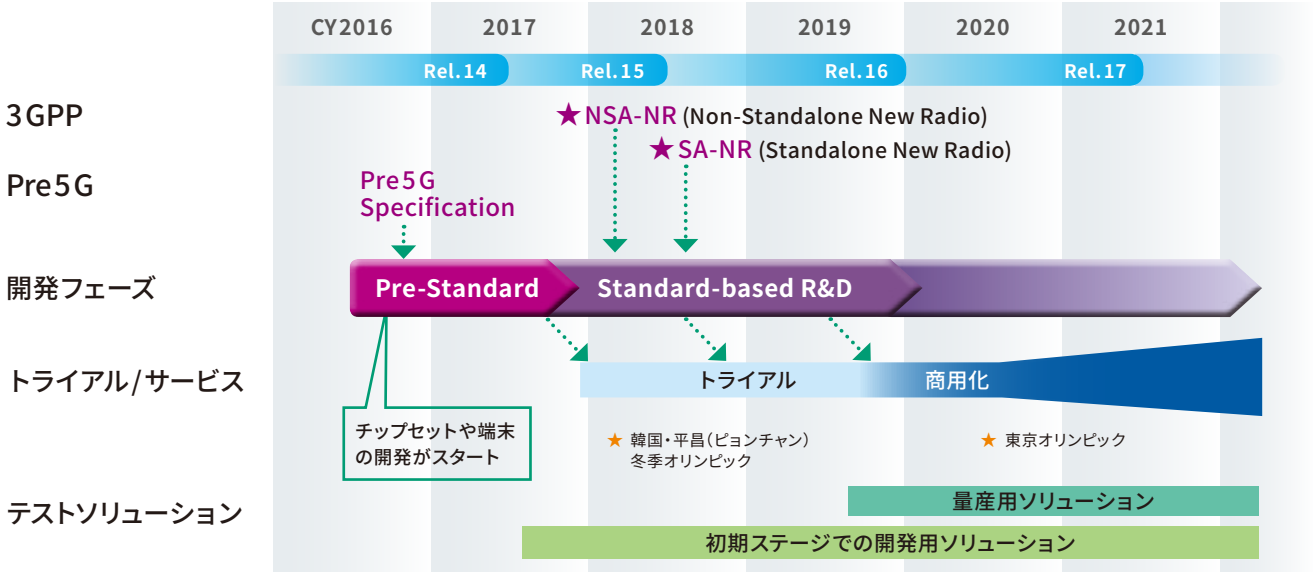 CY2016 2017 2018 2019 2020 2021
Rel.14 Rel.15 Rel.16 Rel.17
3GPP
★NSA-NR (Non-Standalone New Radio)
★SA-NR (Standalone New Radio)
Pre5G
Pre5G
Specification
開発フェーズ
Pre-Standard Standard-based R&D
トライアル/サービス
トライアル 商用化
チップセットや端末
の開発がスタート
★ 韓国・平昌(ピョンチャン)
冬季オリンピック
★ 東京オリンピック
テストソリューション
量産用ソリューション
初期ステージでの開発用ソリューション